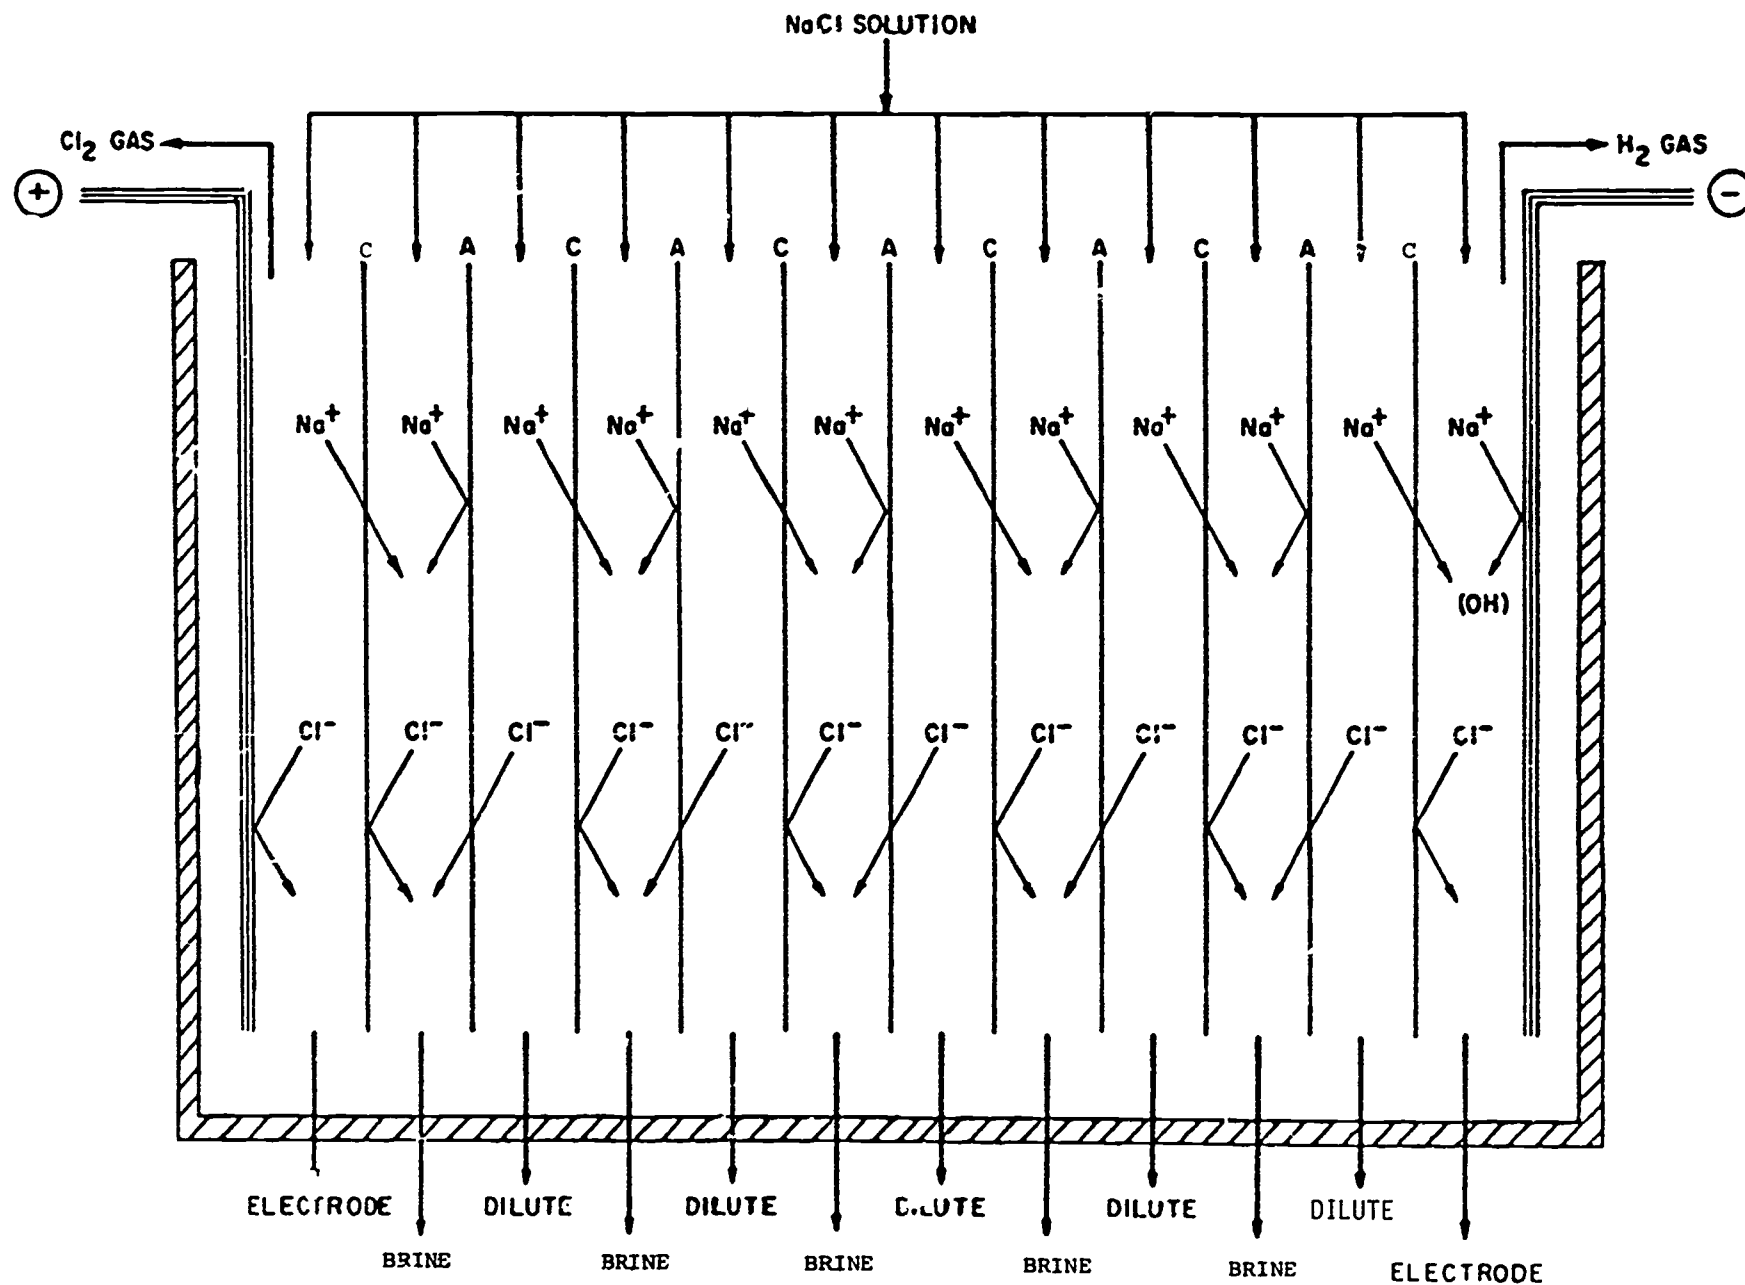 NaCl SOLUTION
Cl2 GAS
H2 GAS
+
−
C A C A C A C A C A C
Na+ Na+ Na+ Na+ Na+ Na+ Na+ Na+ Na+ Na+ Na+ Na+
(OH)
Cl− Cl− Cl− Cl− Cl− Cl− Cl− Cl− Cl− Cl− Cl− Cl−
ELECTRODE DILUTE DILUTE DILUTE DILUTE DILUTE
BRINE BRINE BRINE BRINE BRINE ELECTRODE